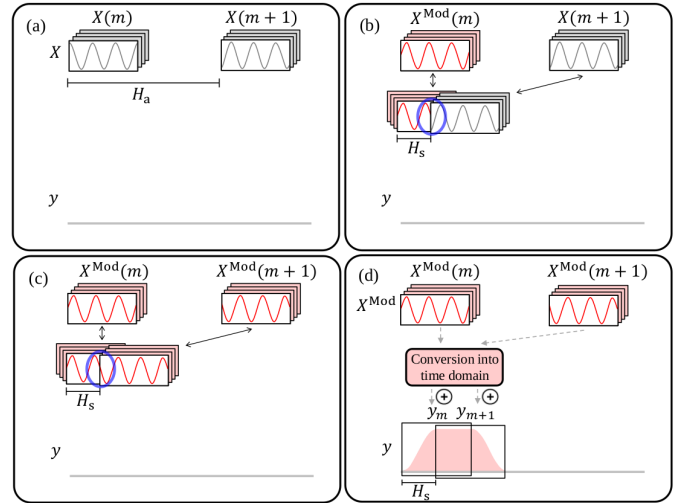 (a)
X(m)
X(m + 1)
X
H_a
y
(b)
X^Mod(m)
X(m + 1)
H_s
y
(c)
X^Mod(m)
X^Mod(m + 1)
H_s
y
(d)
X^Mod(m)
X^Mod(m + 1)
X^Mod
Conversion into
time domain
+ +
y_m y_{m+1}
y
H_s